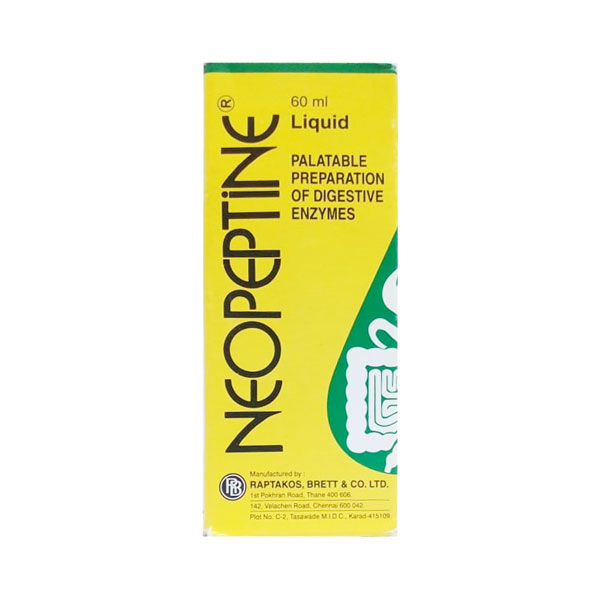 60 ml
Liquid
NEOPEPTiNE®
PALATABLE
PREPARATION
OF DIGESTIVE
ENZYMES
Manufactured by :
RAPTAKOS, BRETT & CO. LTD.
1st Pokhran Road, Thane 400 606.
142, Velacheri Road, Chennai 600 042.
Plot No. C-2, Tasawade M.I.D.C., Karad-415109
RB